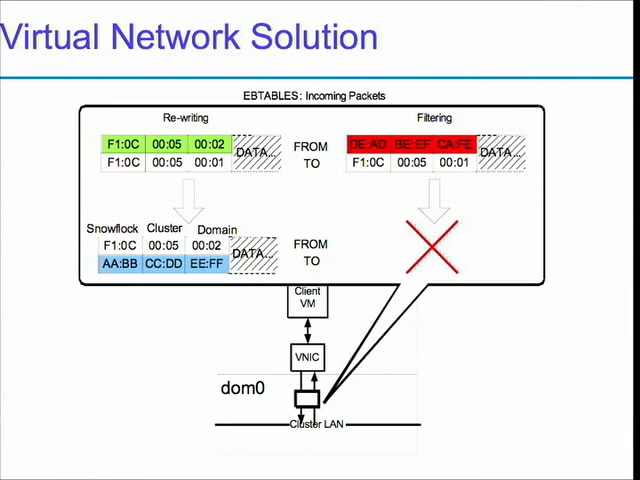 Virtual Network Solution
EBTABLES: Incoming Packets
Re-writing
Filtering
F1:0C 00:05 00:02
DATA...
FROM
DE:AD BE:EF CA:FE
DATA...
F1:0C 00:05 00:01
TO
F1:0C 00:05 00:01
Snowflock Cluster Domain
F1:0C 00:05 00:02
DATA...
FROM
AA:BB CC:DD EE:FF
TO
Client
VM
VNIC
dom0
Cluster LAN